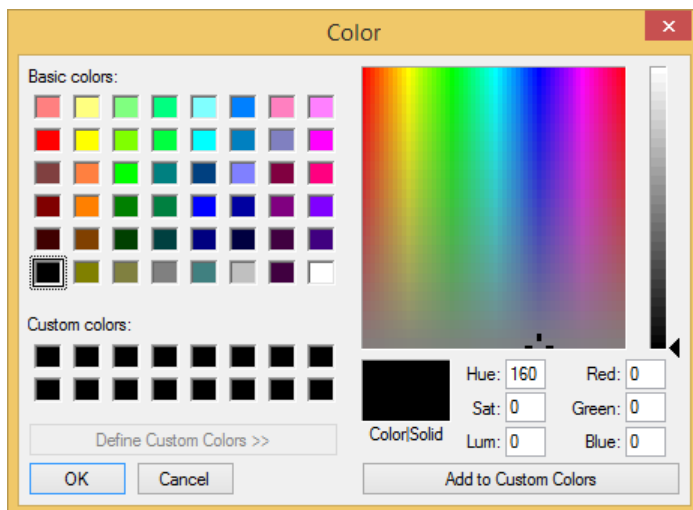 Color
Basic colors:
Custom colors:
Define Custom Colors >>
OK Cancel
Color|Solid
Hue: 160 Red: 0
Sat: 0 Green: 0
Lum: 0 Blue: 0
Add to Custom Colors